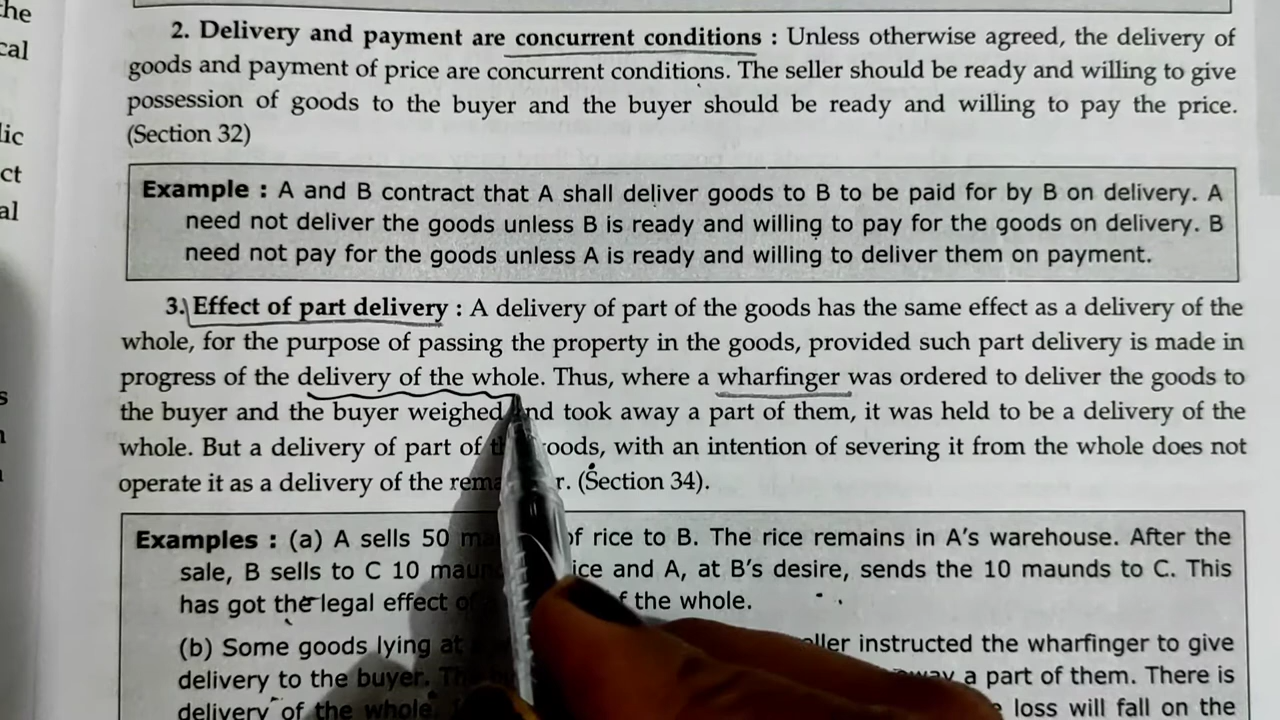 he
cal
lic
ct
al
s
2. Delivery and payment are concurrent conditions : Unless otherwise agreed, the delivery of
goods and payment of price are concurrent conditions. The seller should be ready and willing to give
possession of goods to the buyer and the buyer should be ready and willing to pay the price.
(Section 32)
Example : A and B contract that A shall deliver goods to B to be paid for by B on delivery. A
need not deliver the goods unless B is ready and willing to pay for the goods on delivery. B
need not pay for the goods unless A is ready and willing to deliver them on payment.
3. Effect of part delivery : A delivery of part of the goods has the same effect as a delivery of the
whole, for the purpose of passing the property in the goods, provided such part delivery is made in
progress of the delivery of the whole. Thus, where a wharfinger was ordered to deliver the goods to
the buyer and the buyer weighed and took away a part of them, it was held to be a delivery of the
whole. But a delivery of part of oods, with an intention of severing it from the whole does not
operate it as a delivery of the rema r. (Section 34).
Examples : (a) A sells 50 ma of rice to B. The rice remains in A's warehouse. After the
sale, B sells to C 10 maun ice and A, at B's desire, sends the 10 maunds to C. This
has got the legal effect of the whole.
(b) Some goods lying at ller instructed the wharfinger to give
delivery to the buyer. away a part of them. There is
delivery of the whole. loss will fall on the